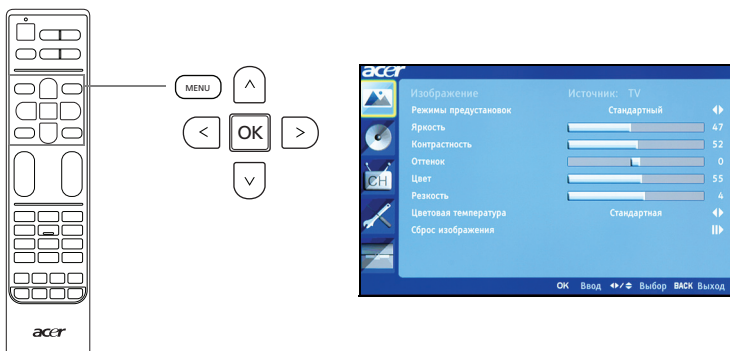 MENU
OK
acer
acer
Изображение Источник: TV
Режимы предустановок Стандартный
Яркость 47
Контрастность 52
Оттенок 0
Цвет 55
Резкость 4
Цветовая температура Стандартная
Сброс изображения
CH
OK Ввод / Выбор BACK Выход